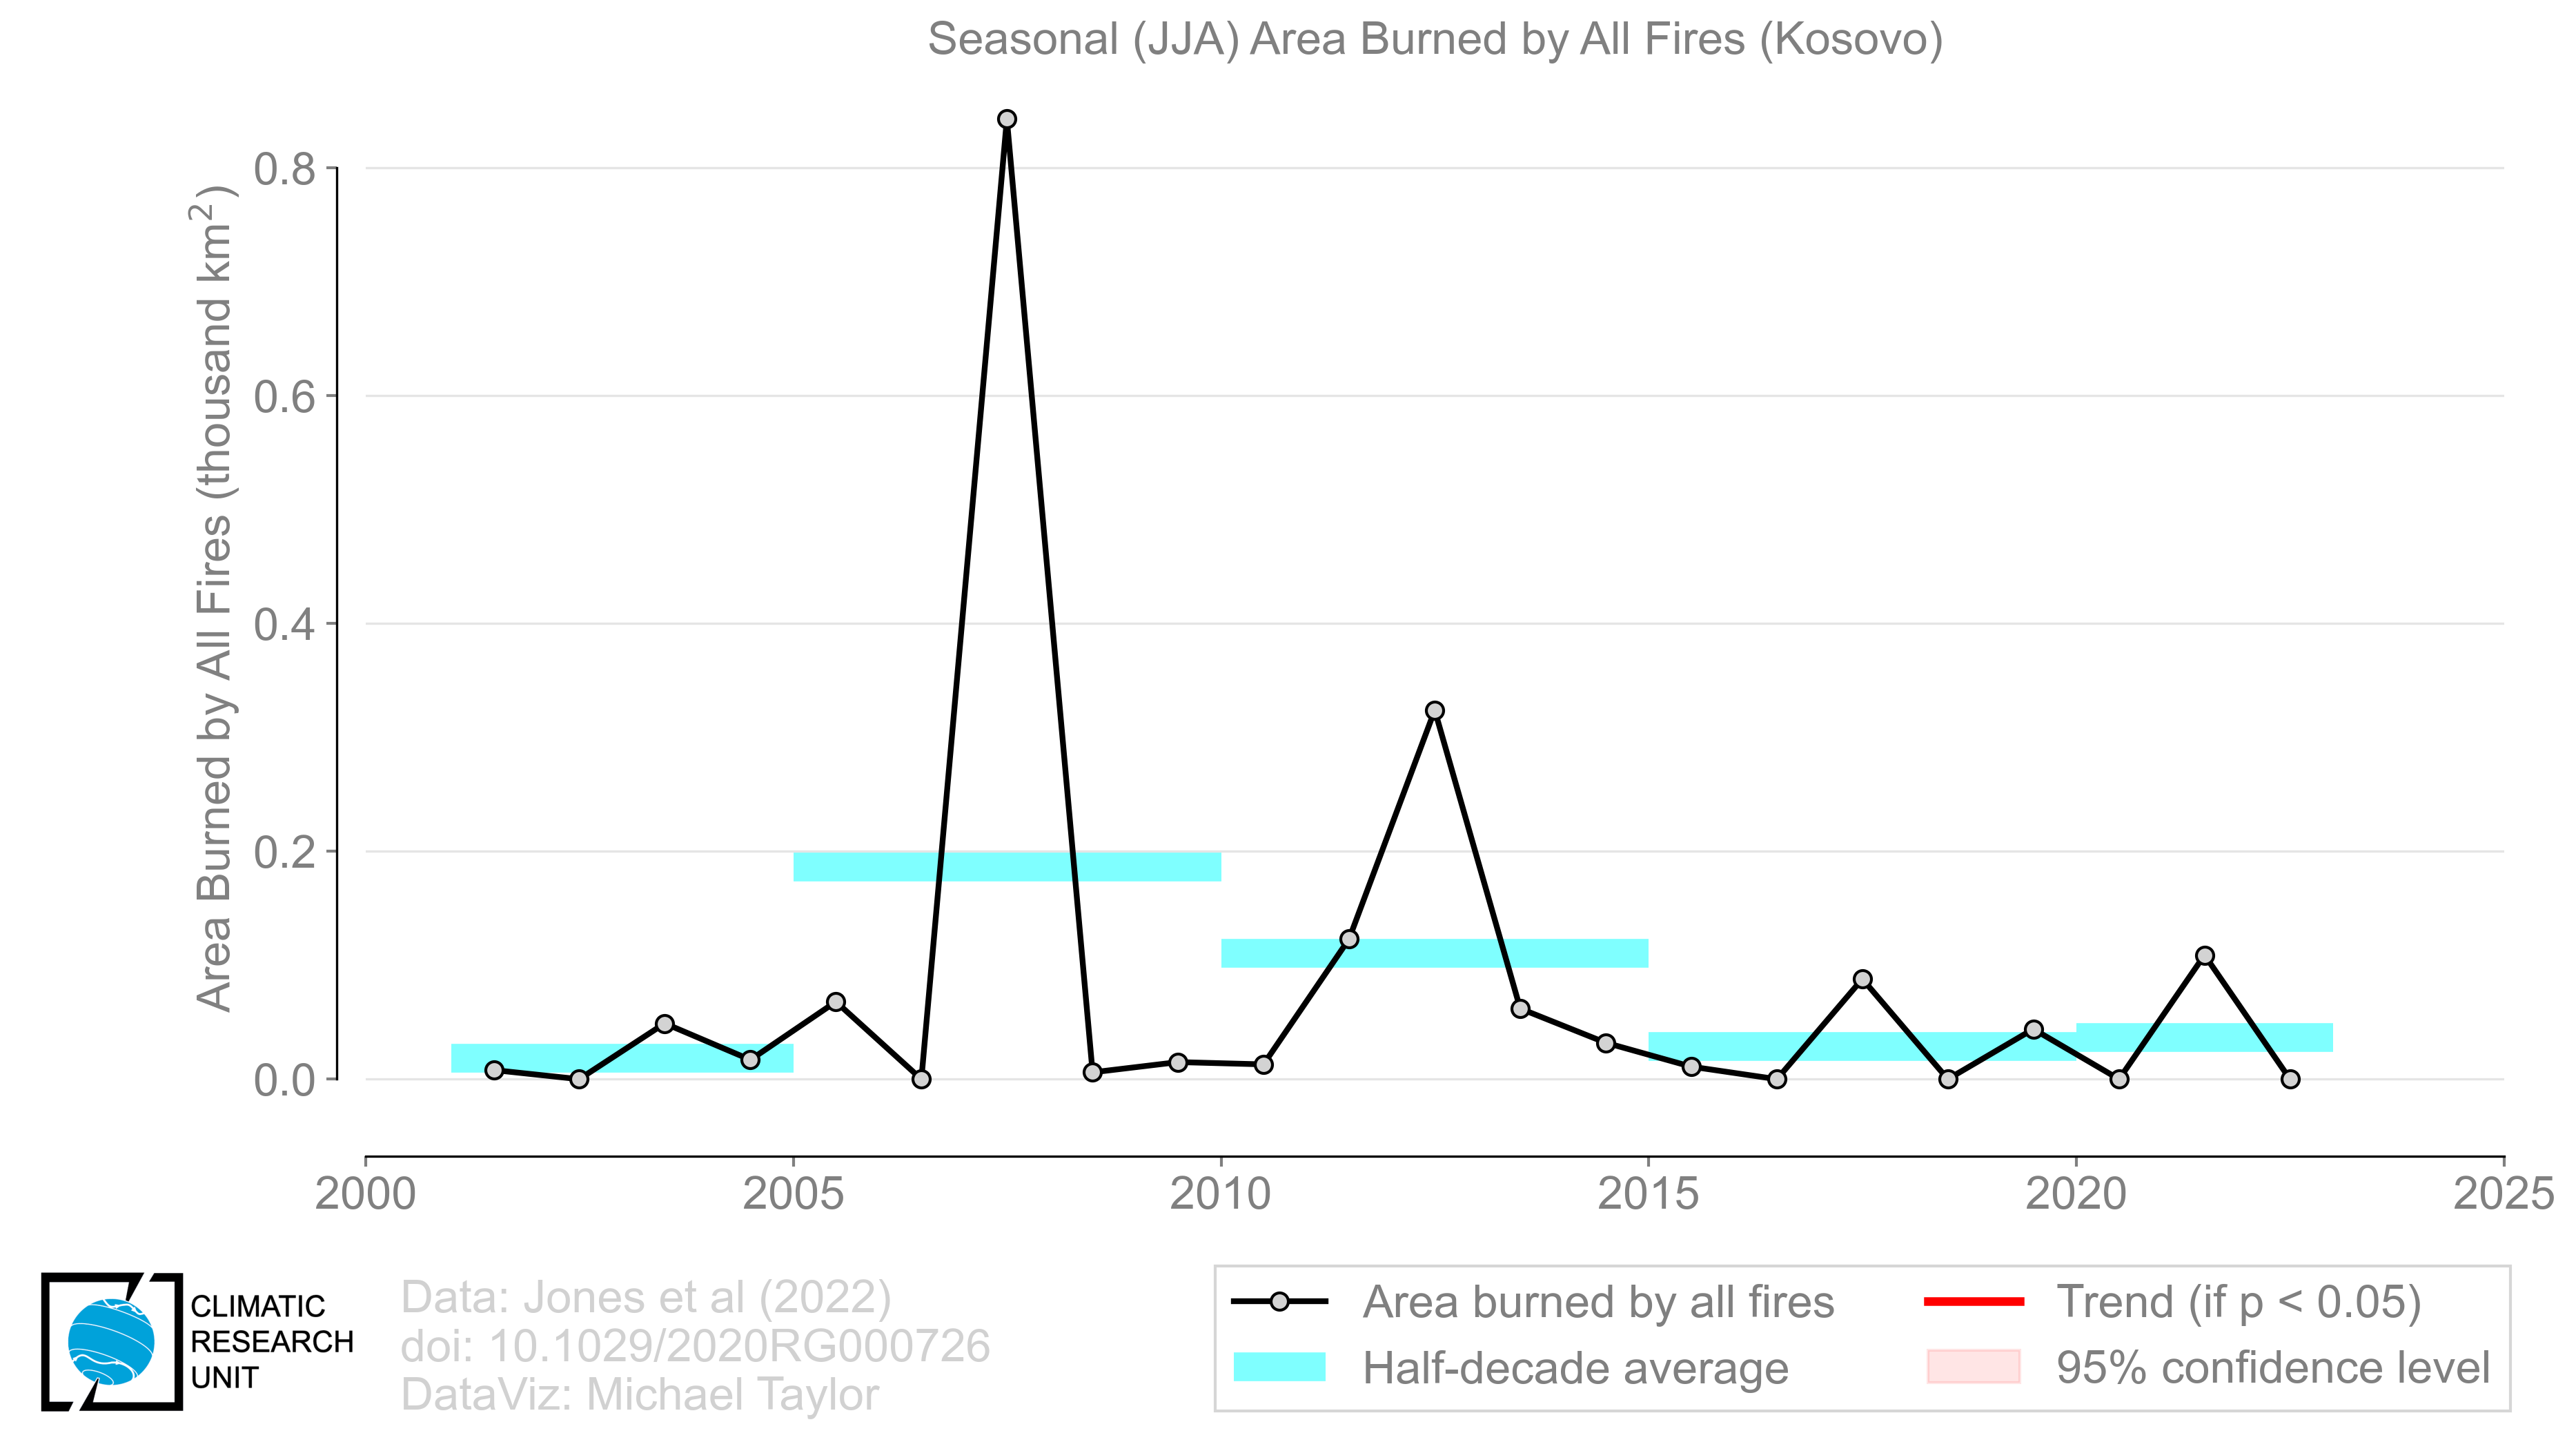 Seasonal (JJA) Area Burned by All Fires (Kosovo)
Area Burned by All Fires (thousand km²)
0.8
0.6
0.4
0.2
0.0
2000 2005 2010 2015 2020 2025
CLIMATIC
RESEARCH
UNIT
Data: Jones et al (2022)
doi: 10.1029/2020RG000726
DataViz: Michael Taylor
Area burned by all fires
Half-decade average
Trend (if p < 0.05)
95% confidence level